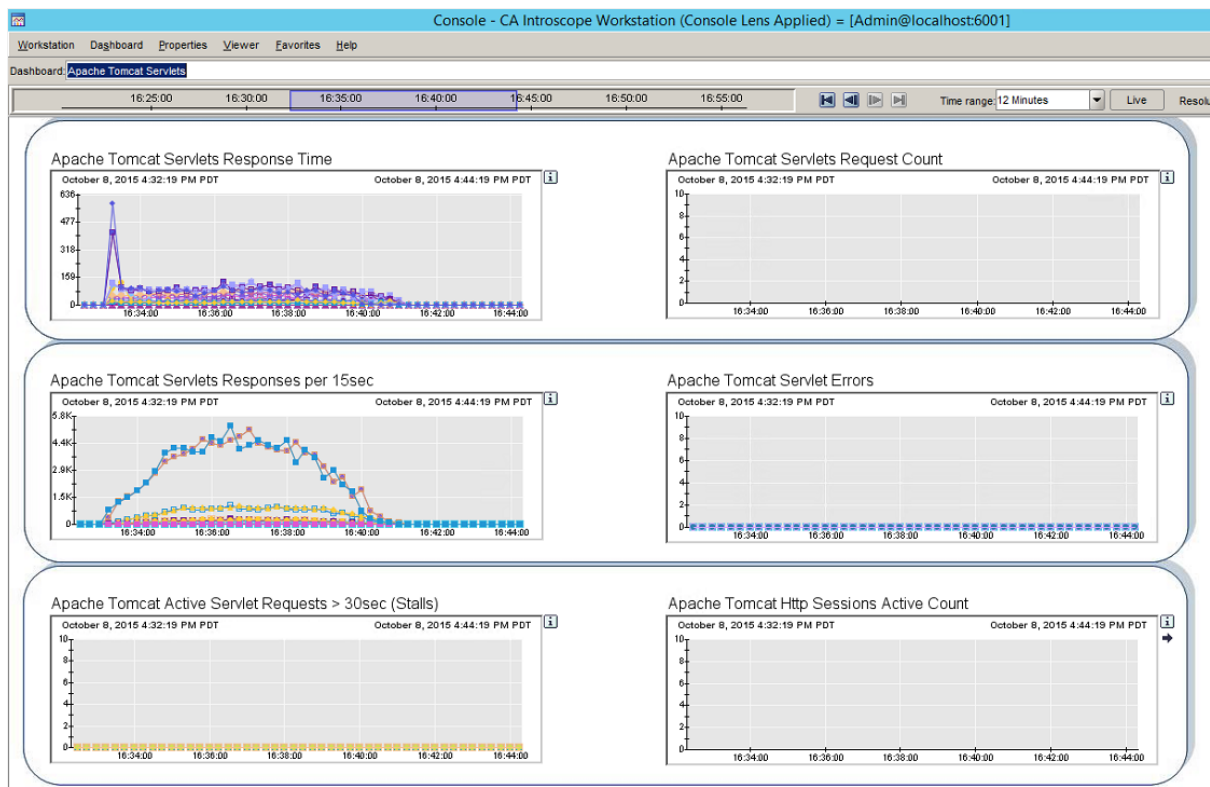 Console - CA Introscope Workstation (Console Lens Applied) = [Admin@localhost:6001]
Workstation Dashboard Properties Viewer Favorites Help
Dashboard: Apache Tomcat Servlets
16:25:00 16:30:00 16:35:00 16:40:00 16:45:00 16:50:00 16:55:00 Time range: 12 Minutes Live Resolu
Apache Tomcat Servlets Response Time
October 8, 2015 4:32:19 PM PDT October 8, 2015 4:44:19 PM PDT
636
477
318
159
0
16:34:00 16:36:00 16:38:00 16:40:00 16:42:00 16:44:00
Apache Tomcat Servlets Request Count
October 8, 2015 4:32:19 PM PDT October 8, 2015 4:44:19 PM PDT
10
8
6
4
2
0
16:34:00 16:36:00 16:38:00 16:40:00 16:42:00 16:44:00
Apache Tomcat Servlets Responses per 15sec
October 8, 2015 4:32:19 PM PDT October 8, 2015 4:44:19 PM PDT
5.8K
4.4K
2.9K
1.5K
0
16:34:00 16:36:00 16:38:00 16:40:00 16:42:00 16:44:00
Apache Tomcat Servlet Errors
October 8, 2015 4:32:19 PM PDT October 8, 2015 4:44:19 PM PDT
10
8
6
4
2
0
16:34:00 16:36:00 16:38:00 16:40:00 16:42:00 16:44:00
Apache Tomcat Active Servlet Requests > 30sec (Stalls)
October 8, 2015 4:32:19 PM PDT October 8, 2015 4:44:19 PM PDT
10
8
6
4
2
0
16:34:00 16:36:00 16:38:00 16:40:00 16:42:00 16:44:00
Apache Tomcat Http Sessions Active Count
October 8, 2015 4:32:19 PM PDT October 8, 2015 4:44:19 PM PDT
10
8
6
4
2
0
16:34:00 16:36:00 16:38:00 16:40:00 16:42:00 16:44:00